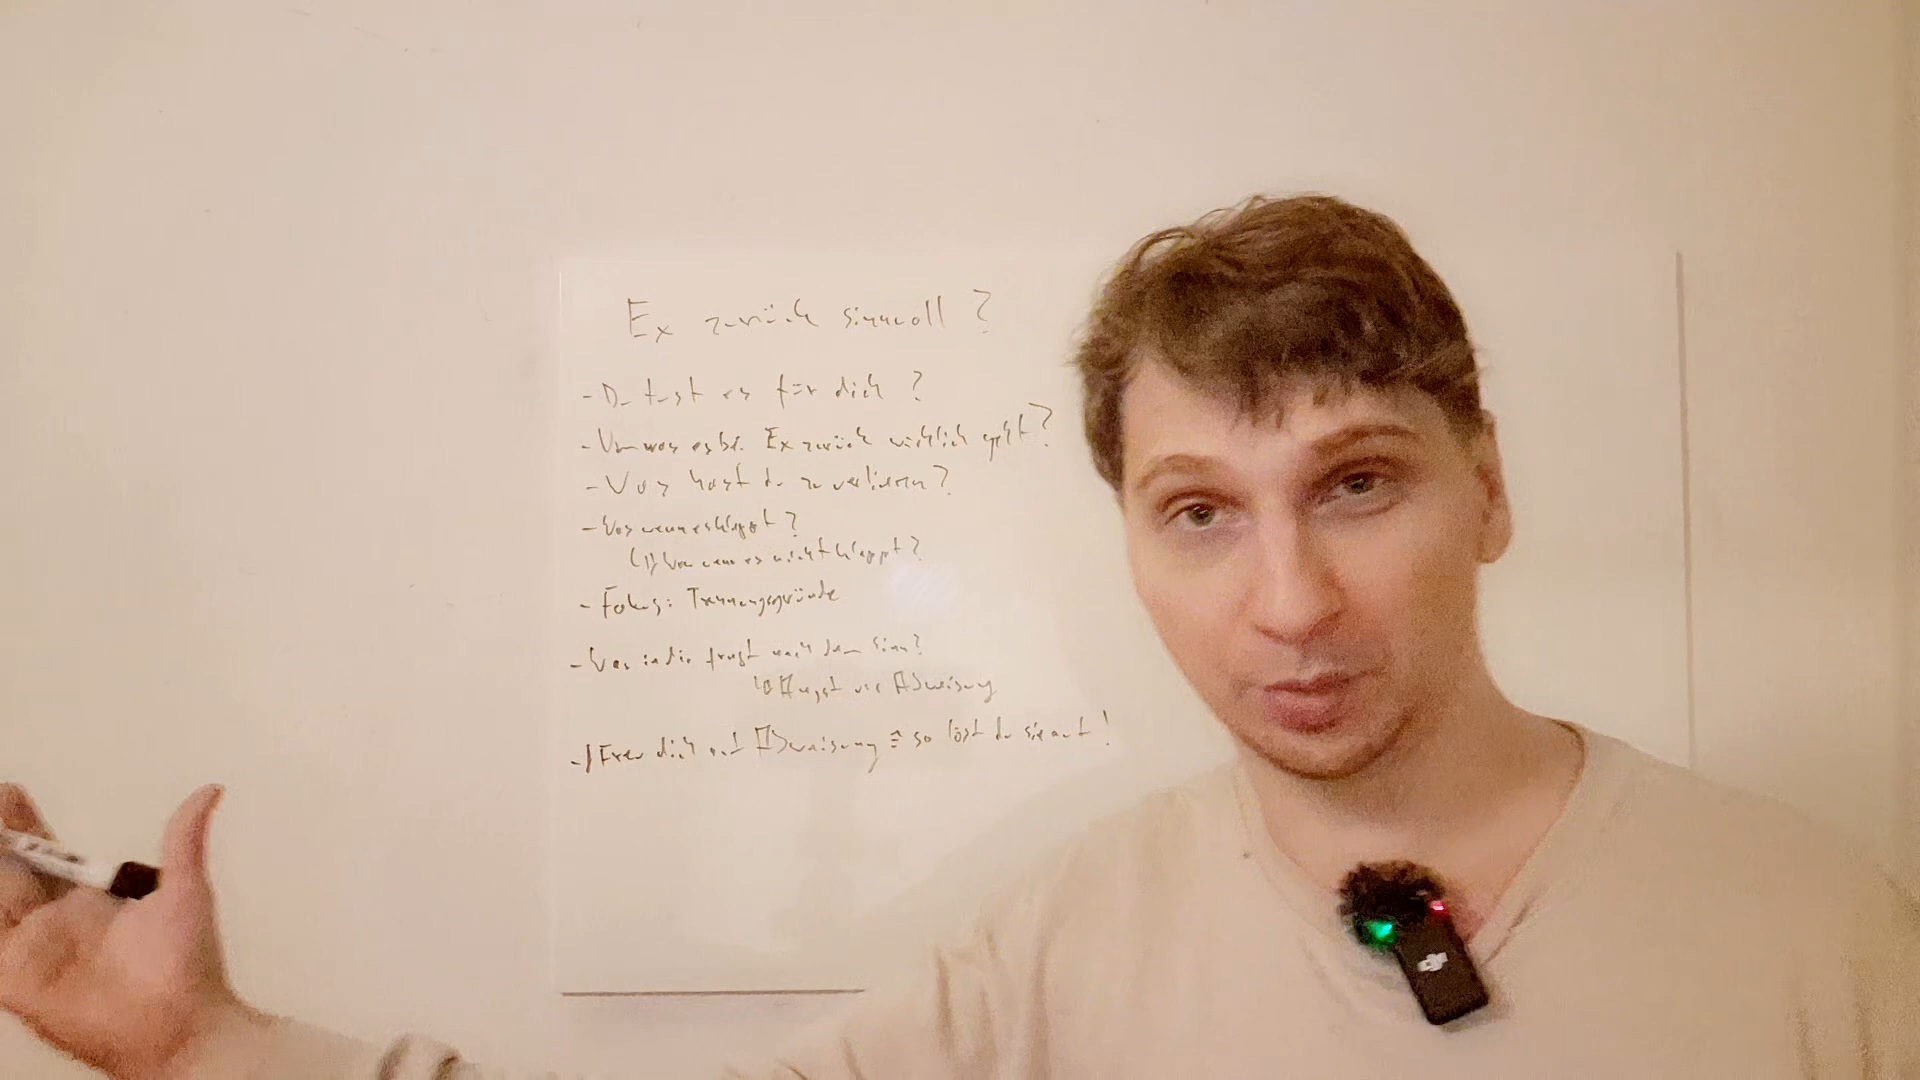 Ex zurück sinnvoll?
- Du tust es für dich?
- Um was es bei Ex zurück wirklich geht?
- Was hast du zu verlieren?
- Was wenn es klappt?
Was wenn es nicht klappt?
- Fokus: Trennungsgründe
- Was in dir fragt nach dem Sinn?
Angst vor Abweisung
- Freu dich auf Abweisung ≙ so löst du sie auf!
dji